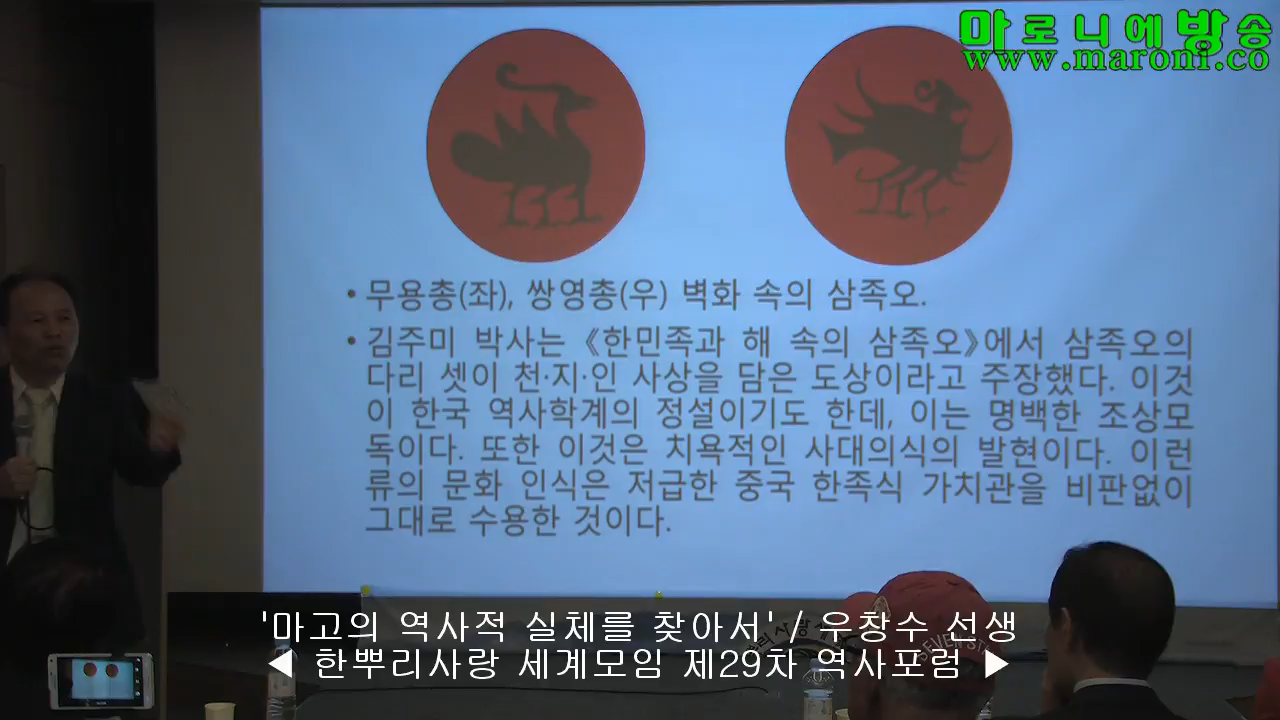 마로니에방송
www.maroni.co
• 무용총(좌), 쌍영총(우) 벽화 속의 삼족오.
• 김주미 박사는 《한민족과 해 속의 삼족오》에서 삼족오의
다리 셋이 천·지·인 사상을 담은 도상이라고 주장했다. 이것
이 한국 역사학계의 정설이기도 한데, 이는 명백한 조상모
독이다. 또한 이것은 치욕적인 사대의식의 발현이다. 이런
류의 문화 인식은 저급한 중국 한족식 가치관을 비판없이
그대로 수용한 것이다.
'마고의 역사적 실체를 찾아서' / 우창수 선생
◀ 한뿌리사랑 세계모임 제29차 역사포럼 ▶
SEVEN